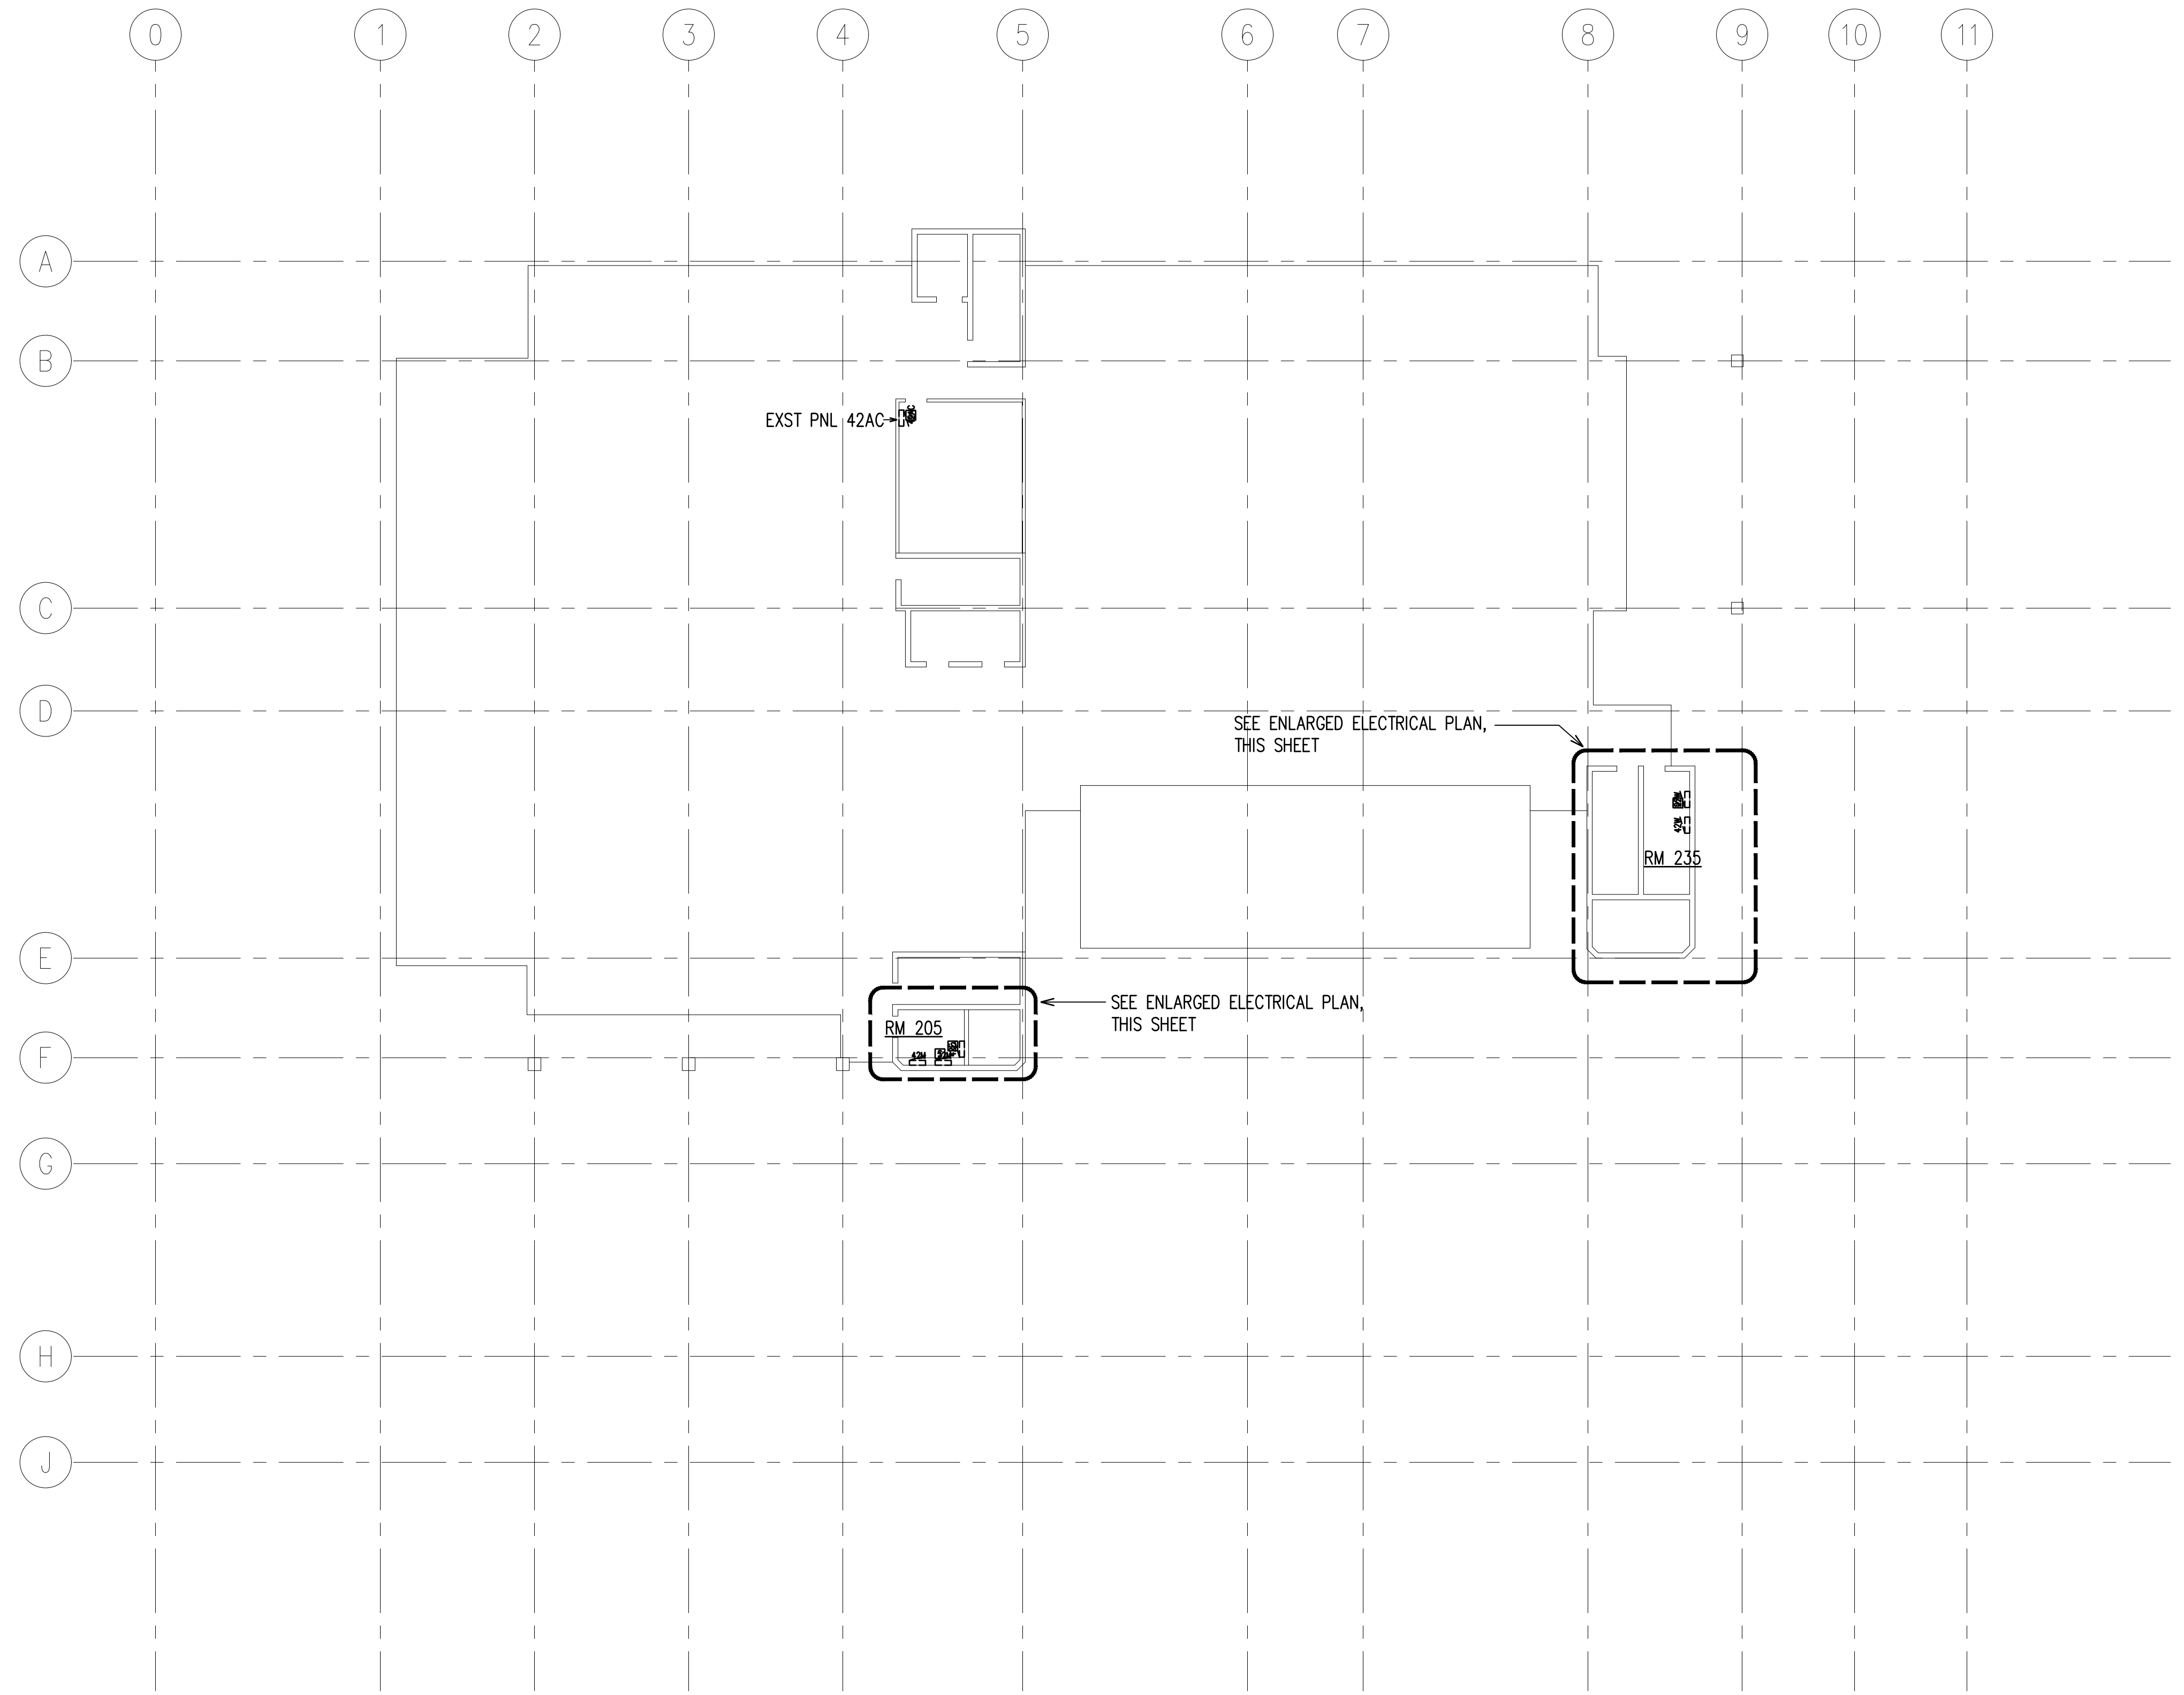 0 1 2 3 4 5 6 7 8 9 10 11
A
B
EXST PNL 42AC
C
D
SEE ENLARGED ELECTRICAL PLAN,
THIS SHEET
RM 235
E
SEE ENLARGED ELECTRICAL PLAN,
THIS SHEET
RM 205
F
G
H
J